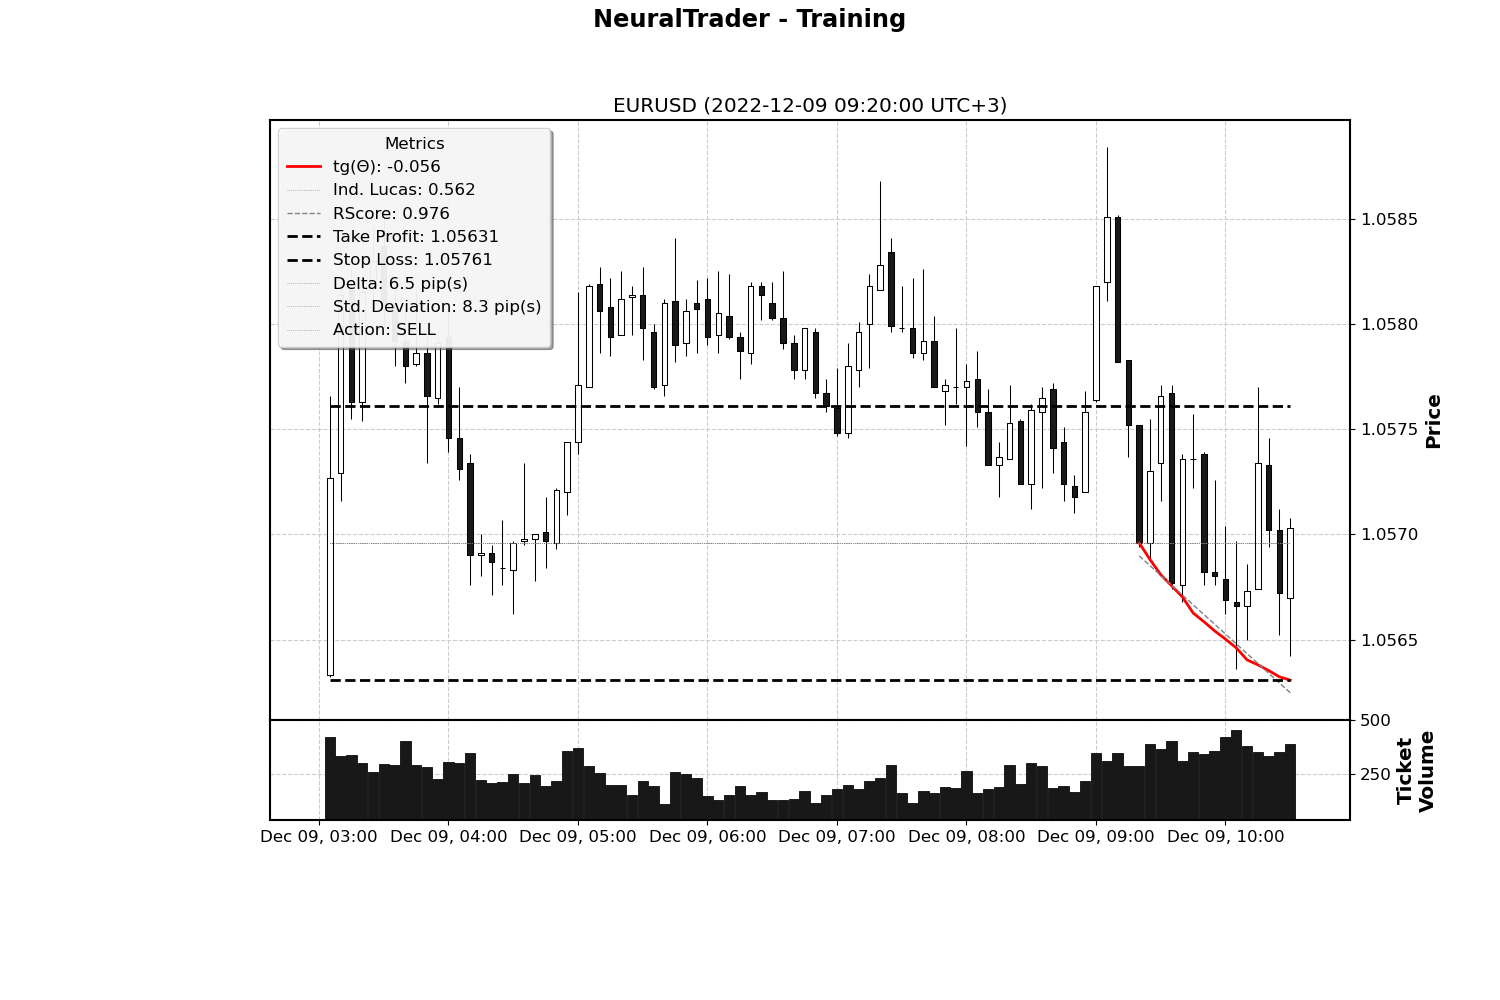 NeuralTrader - Training
EURUSD (2022-12-09 09:20:00 UTC+3)
Metrics
tg(Θ): -0.056
Ind. Lucas: 0.562
RScore: 0.976
Take Profit: 1.05631
Stop Loss: 1.05761
Delta: 6.5 pip(s)
Std. Deviation: 8.3 pip(s)
Action: SELL
1.0585
1.0580
1.0575
1.0570
1.0565
Price
500
250
Ticket
Volume
Dec 09, 03:00
Dec 09, 04:00
Dec 09, 05:00
Dec 09, 06:00
Dec 09, 07:00
Dec 09, 08:00
Dec 09, 09:00
Dec 09, 10:00